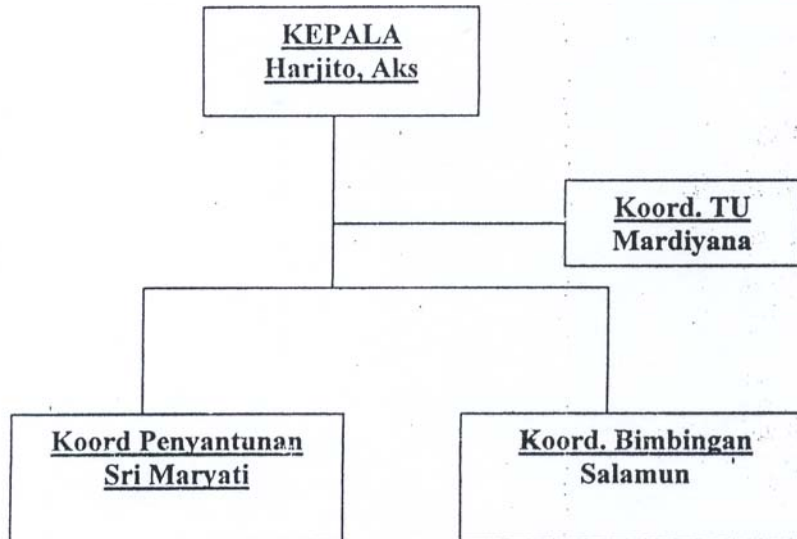 KEPALA
Harjito, Aks
Koord. TU
Mardiyana
Koord Penyantunan
Sri Maryati
Koord. Bimbingan
Salamun